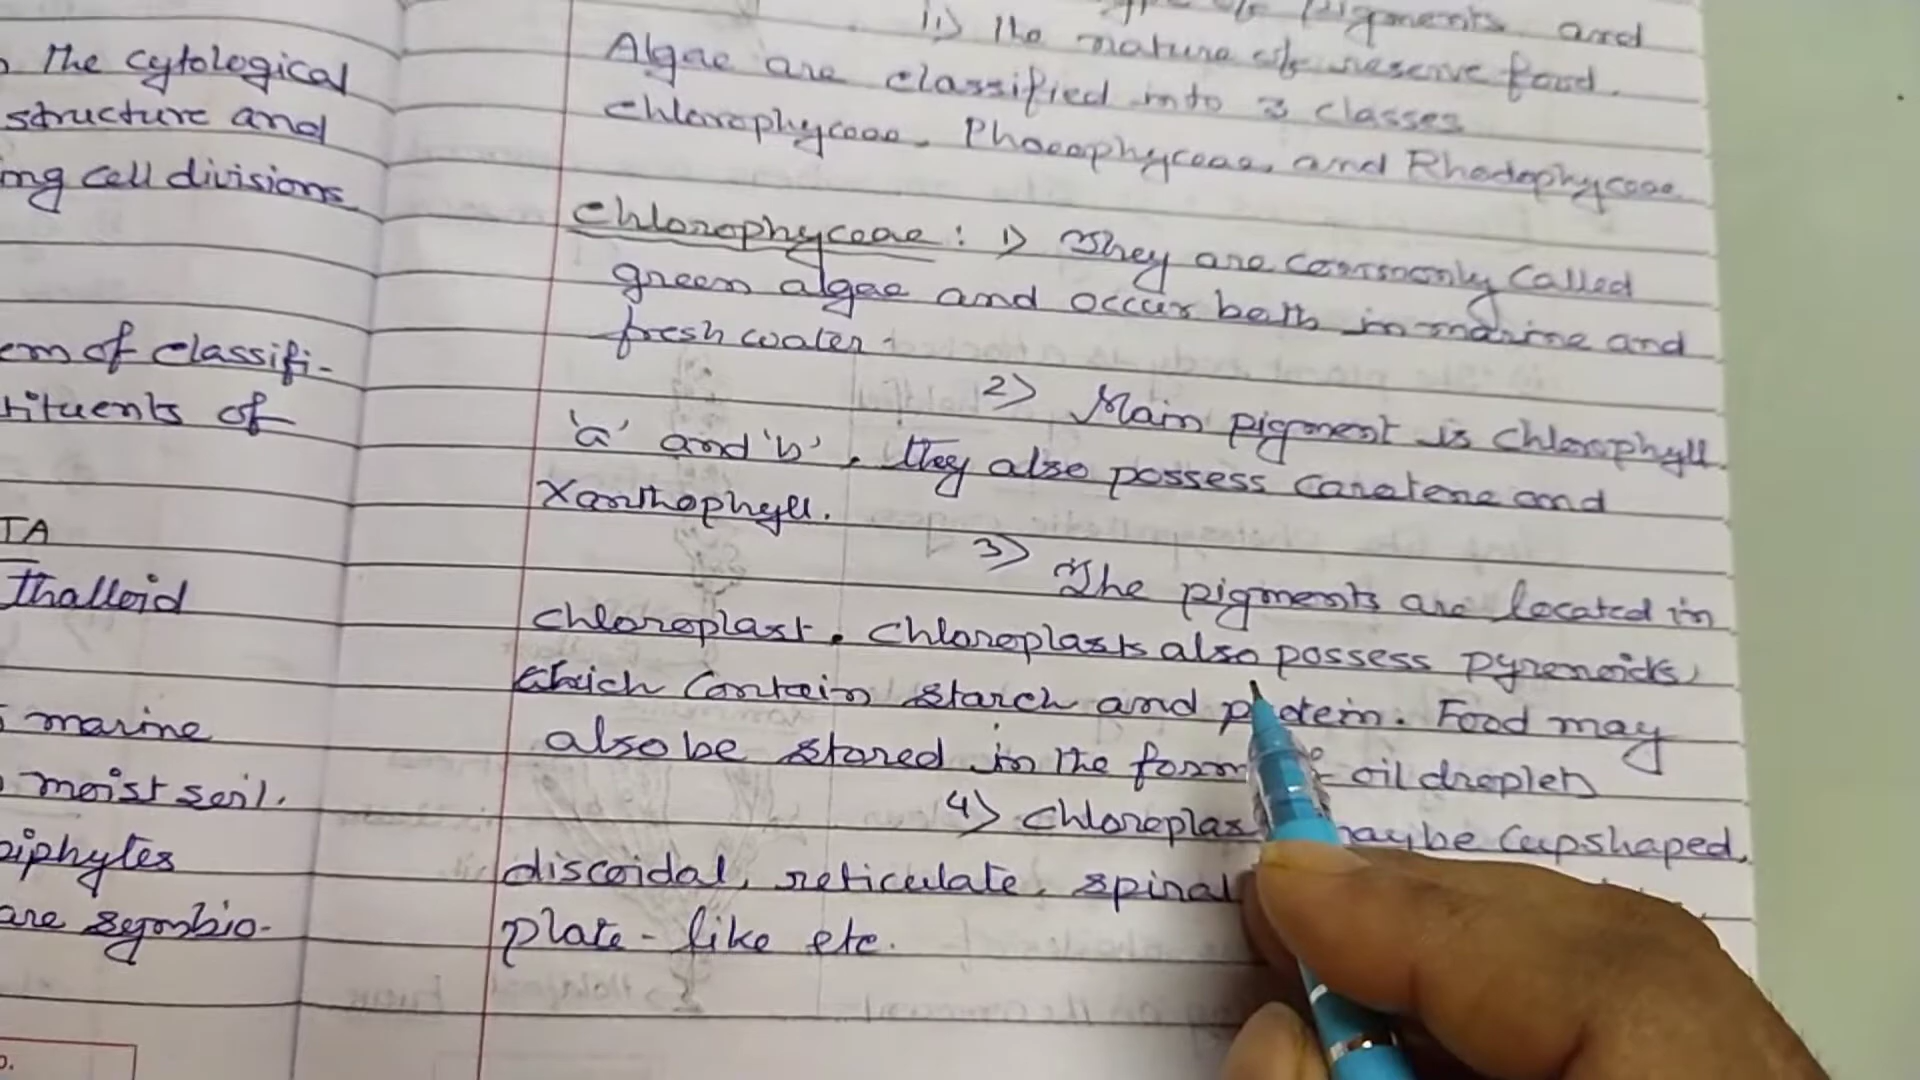 The cytological
structure and
ing cell divisions
em of classifi-
tituents of
TA
Thalloid
marine
moist soil.
piphytes
are symbio-
ii) the nature of reserve food.
pigments and
Algae are classified into 3 classes
Chlorophyceae, Phaeophyceae, and Rhodophyceae
Chlorophyceae : 1) They are commonly called
green algae and occur both in marine and
fresh water.
2) Main pigment is Chlorophyll
'a' and 'b', they also possess carotene and
Xanthophyll.
3) The pigments are located in
chloroplast. Chloroplasts also possess pyrenoids,
which contain starch and protein. Food may
also be stored in the form oil droplets
4) Chloroplas maybe Cupshaped,
discoidal, reticulate, spiral
plate-like etc.